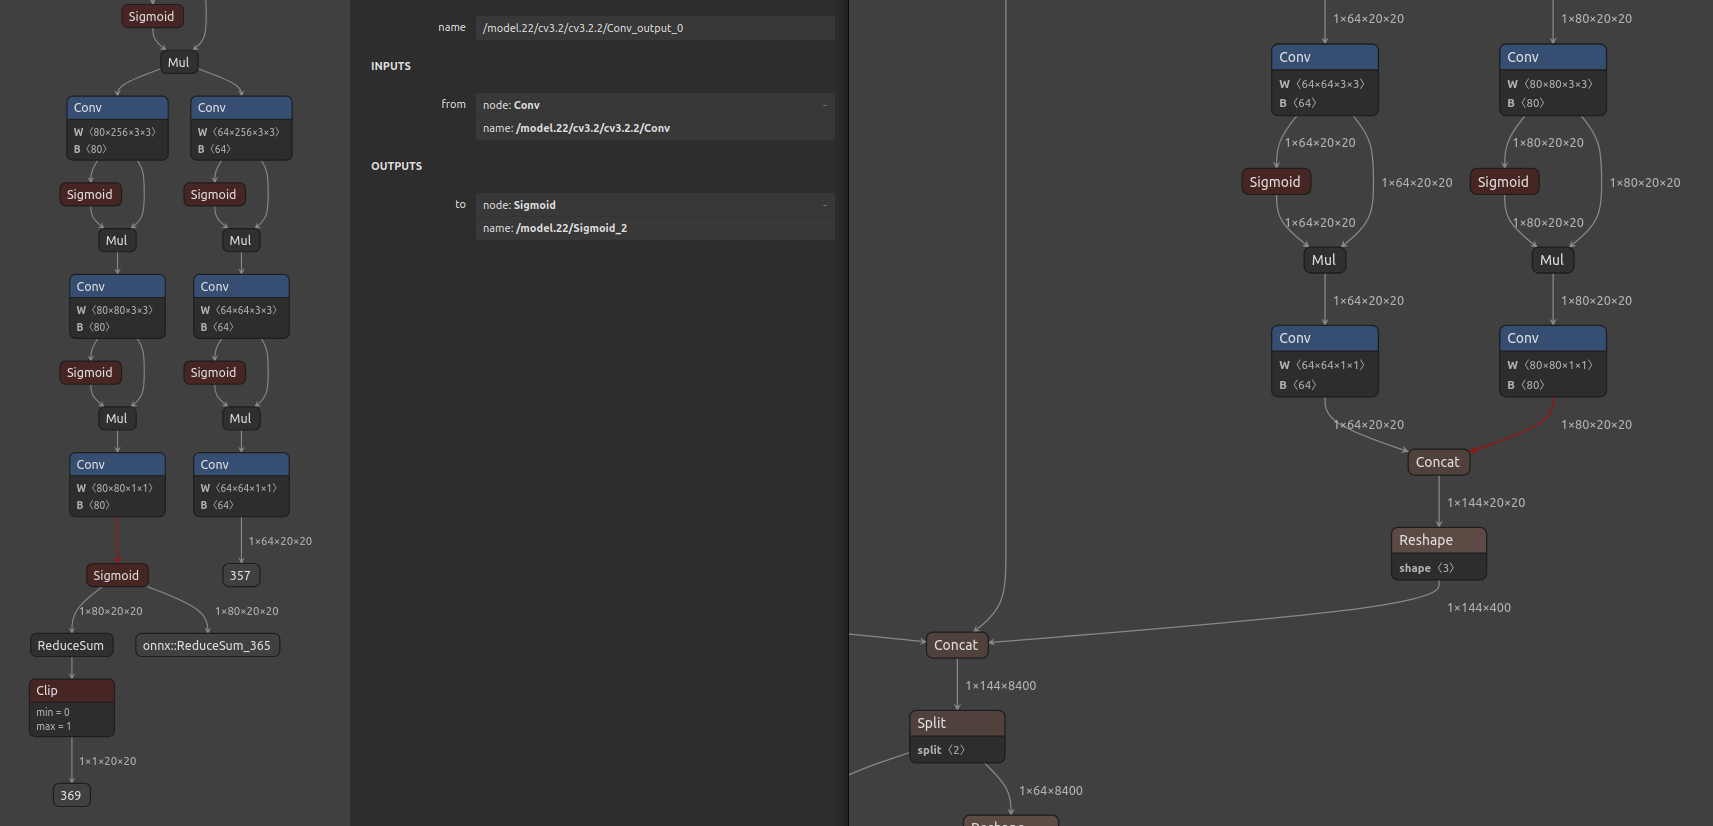 Sigmoid
Mul
Conv
W ⟨80×256×3×3⟩
B ⟨80⟩
Conv
W ⟨64×256×3×3⟩
B ⟨64⟩
Sigmoid
Sigmoid
Mul
Mul
Conv
W ⟨80×80×3×3⟩
B ⟨80⟩
Conv
W ⟨64×64×3×3⟩
B ⟨64⟩
Sigmoid
Sigmoid
Mul
Mul
Conv
W ⟨80×80×1×1⟩
B ⟨80⟩
Conv
W ⟨64×64×1×1⟩
B ⟨64⟩
1×64×20×20
Sigmoid
357
1×80×20×20
1×80×20×20
ReduceSum
onnx::ReduceSum_365
Clip
min = 0
max = 1
1×1×20×20
369
name /model.22/cv3.2/cv3.2.2/Conv_output_0
INPUTS
from node: Conv -
name: /model.22/cv3.2/cv3.2.2/Conv
OUTPUTS
to node: Sigmoid -
name: /model.22/Sigmoid_2
1×64×20×20
1×80×20×20
Conv
W ⟨64×64×3×3⟩
B ⟨64⟩
Conv
W ⟨80×80×3×3⟩
B ⟨80⟩
1×64×20×20
1×80×20×20
Sigmoid
1×64×20×20
Sigmoid
1×80×20×20
1×64×20×20
1×80×20×20
Mul
Mul
1×64×20×20
1×80×20×20
Conv
W ⟨64×64×1×1⟩
B ⟨64⟩
Conv
W ⟨80×80×1×1⟩
B ⟨80⟩
1×64×20×20
1×80×20×20
Concat
1×144×20×20
Reshape
shape ⟨3⟩
1×144×400
Concat
1×144×8400
Split
split ⟨2⟩
1×64×8400
Reshape